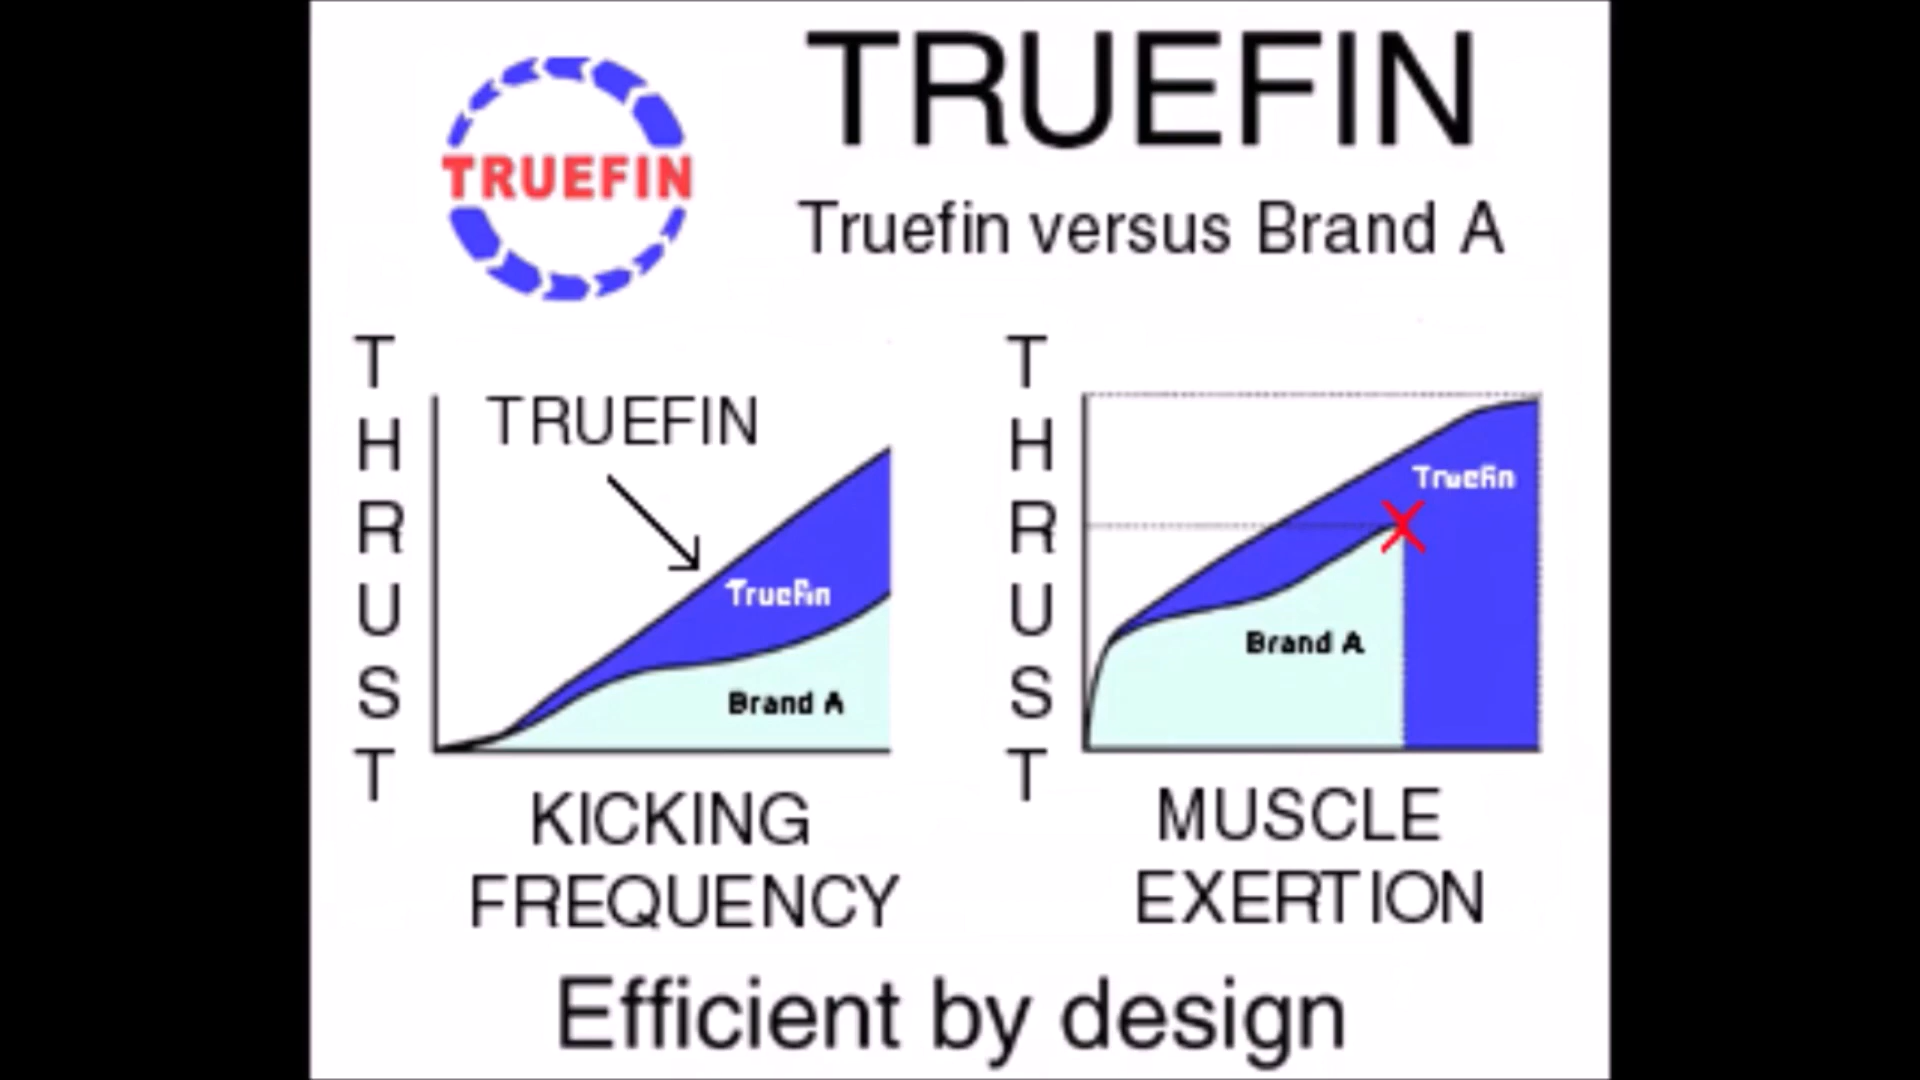 TRUEFIN
TRUEFIN
Truefin versus Brand A
THRUST
TRUEFIN
Truefin
Brand A
KICKING
FREQUENCY
THRUST
Truefin
Brand A
MUSCLE
EXERTION
Efficient by design